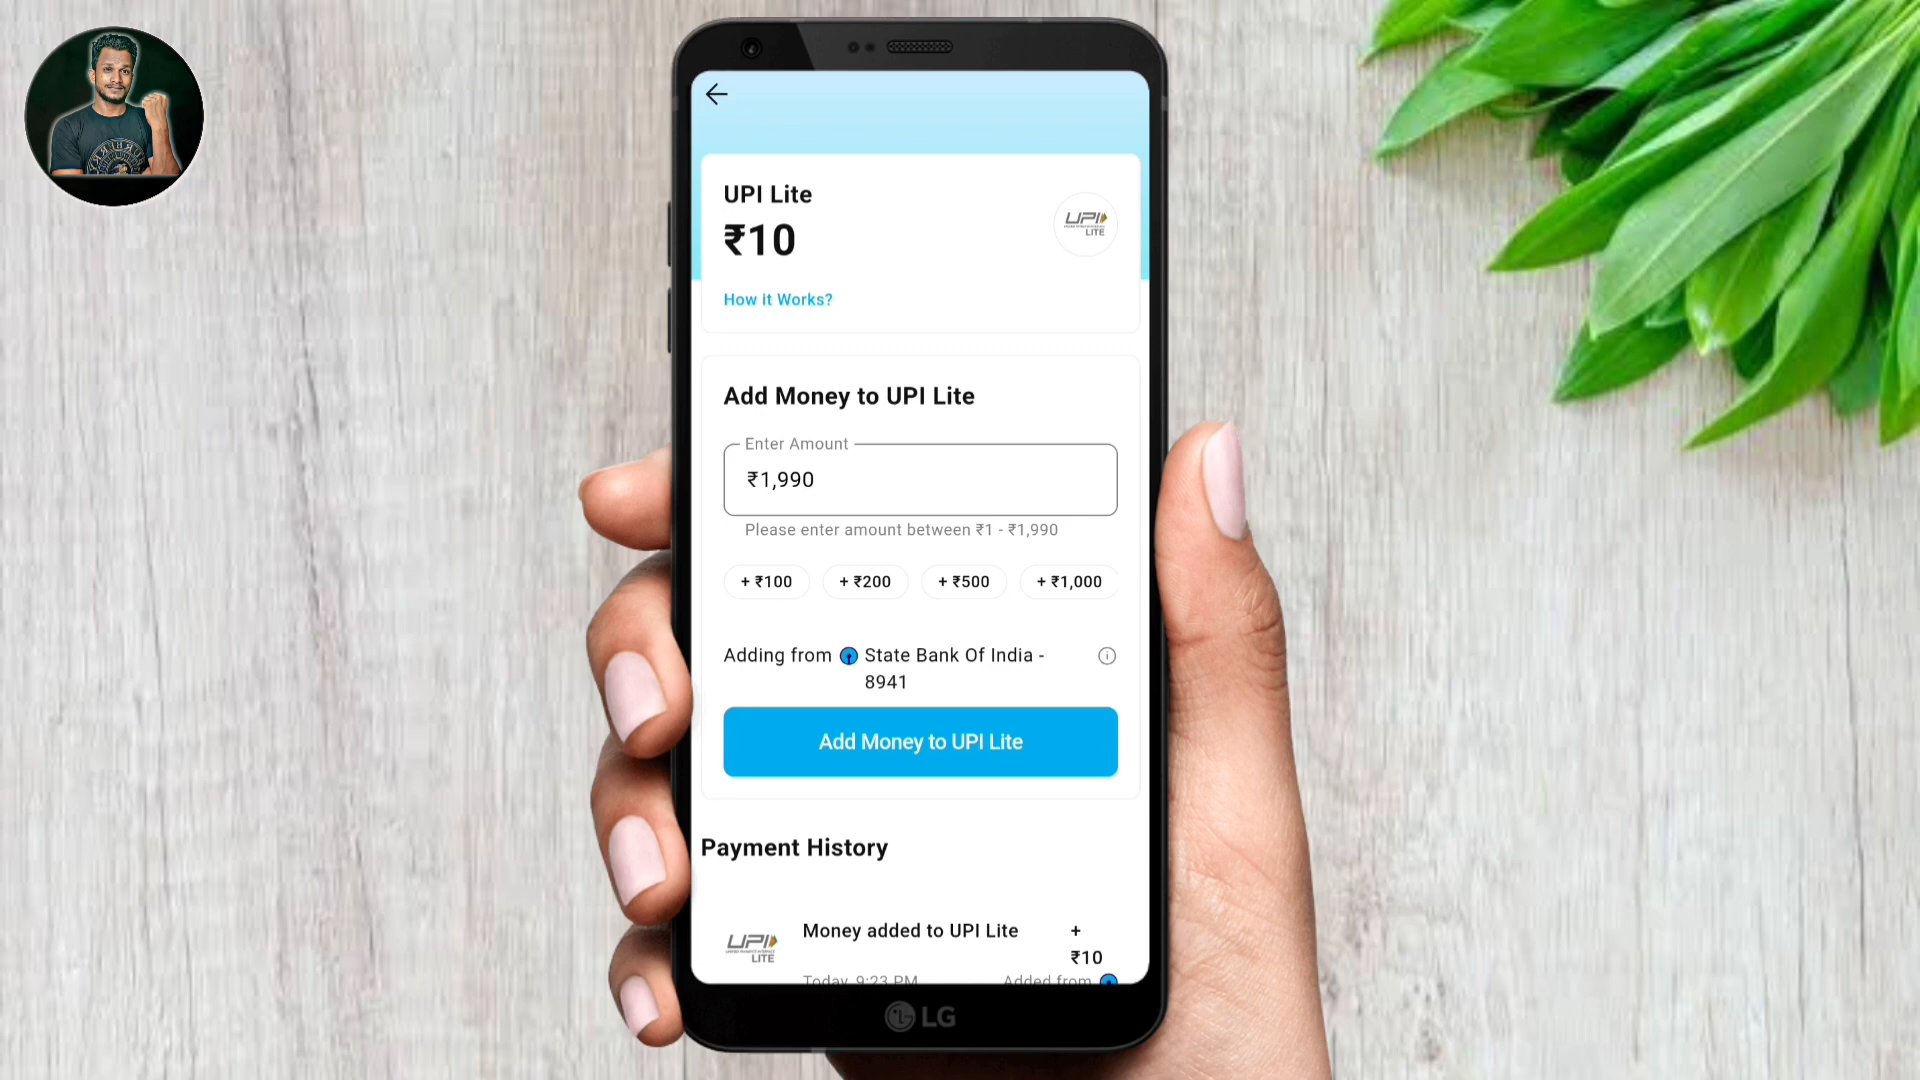 UPI Lite
₹10
UPI
LITE
How it Works?
Add Money to UPI Lite
Enter Amount
₹1,990
Please enter amount between ₹1 - ₹1,990
+ ₹100 + ₹200 + ₹500 + ₹1,000
Adding from State Bank Of India -
8941
Add Money to UPI Lite
Payment History
Money added to UPI Lite +
₹10
UPI
LITE
Today, 9:23 PM Added from
LG